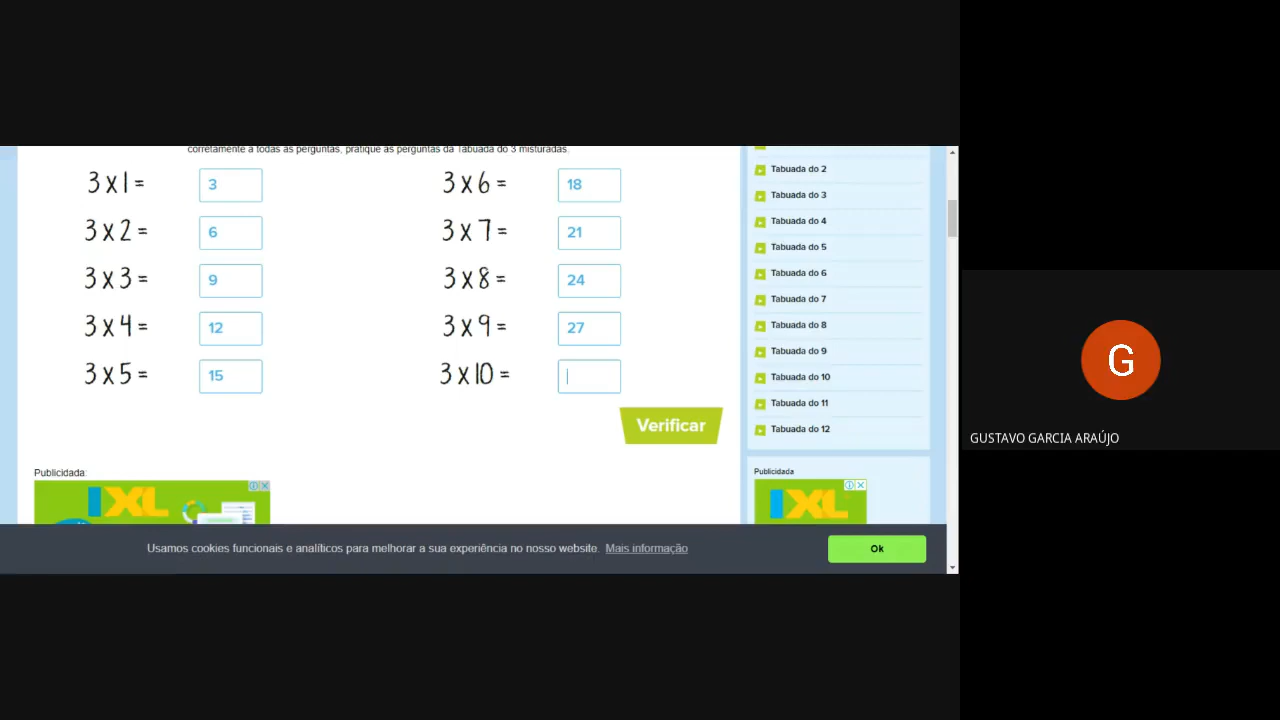 corretamente a todas as perguntas, pratique as perguntas da Tabuada do 3 misturadas.
3 x 1 = 3
3 x 2 = 6
3 x 3 = 9
3 x 4 = 12
3 x 5 = 15
3 x 6 = 18
3 x 7 = 21
3 x 8 = 24
3 x 9 = 27
3 x 10 =
Verificar
Publicidada:
IXL
Tabuada do 2
Tabuada do 3
Tabuada do 4
Tabuada do 5
Tabuada do 6
Tabuada do 7
Tabuada do 8
Tabuada do 9
Tabuada do 10
Tabuada do 11
Tabuada do 12
Publicidada
IXL
Usamos cookies funcionais e analíticos para melhorar a sua experiência no nosso website. Mais informação
Ok
G
GUSTAVO GARCIA ARAÚJO